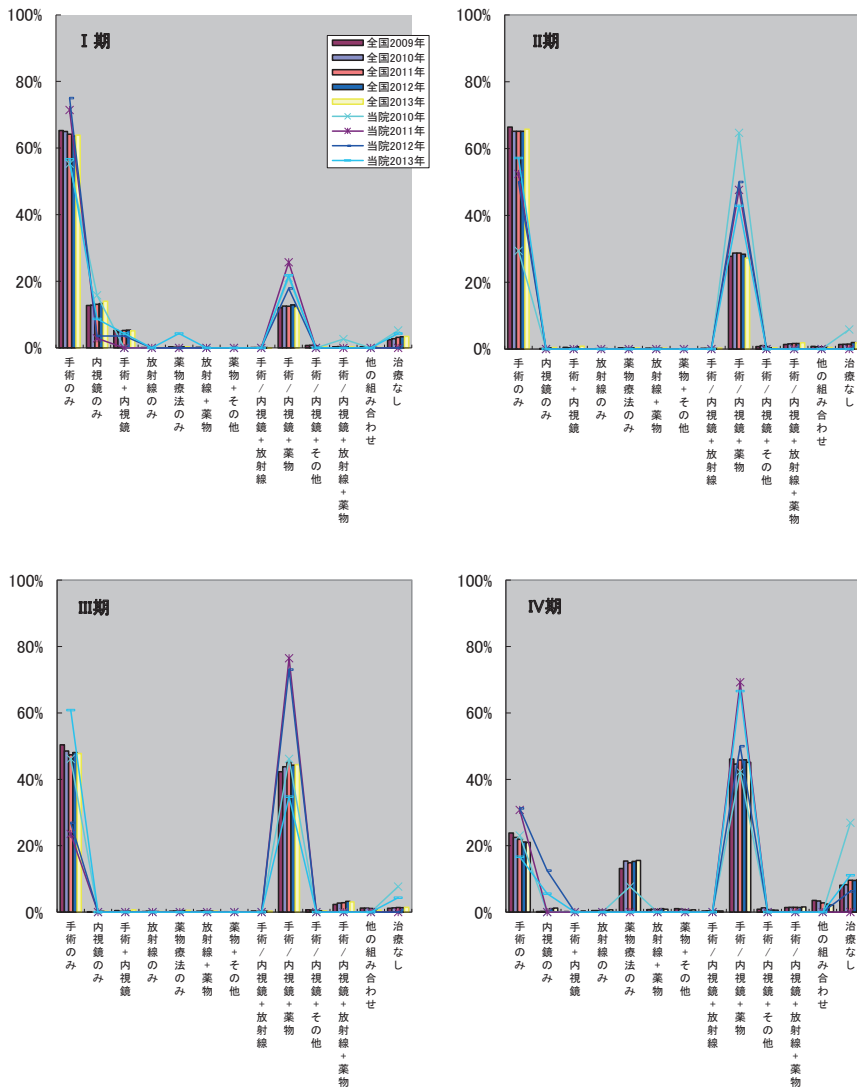 100%
80%
60%
40%
20%
0%
Ⅰ期
全国2009年
全国2010年
全国2011年
全国2012年
全国2013年
当院2010年
当院2011年
当院2012年
当院2013年
手術のみ
内視鏡のみ
手術+内視鏡
放射線のみ
薬物療法のみ
放射線+薬物
薬物+その他
手術/内視鏡+放射線
手術/内視鏡+薬物
手術/内視鏡+その他
手術/内視鏡+放射線+薬物
他の組み合わせ
治療なし
100%
80%
60%
40%
20%
0%
Ⅱ期
手術のみ
内視鏡のみ
手術+内視鏡
放射線のみ
薬物療法のみ
放射線+薬物
薬物+その他
手術/内視鏡+放射線
手術/内視鏡+薬物
手術/内視鏡+その他
手術/内視鏡+放射線+薬物
他の組み合わせ
治療なし
100%
80%
60%
40%
20%
0%
Ⅲ期
手術のみ
内視鏡のみ
手術+内視鏡
放射線のみ
薬物療法のみ
放射線+薬物
薬物+その他
手術/内視鏡+放射線
手術/内視鏡+薬物
手術/内視鏡+その他
手術/内視鏡+放射線+薬物
他の組み合わせ
治療なし
100%
80%
60%
40%
20%
0%
Ⅳ期
手術のみ
内視鏡のみ
手術+内視鏡
放射線のみ
薬物療法のみ
放射線+薬物
薬物+その他
手術/内視鏡+放射線
手術/内視鏡+薬物
手術/内視鏡+その他
手術/内視鏡+放射線+薬物
他の組み合わせ
治療なし